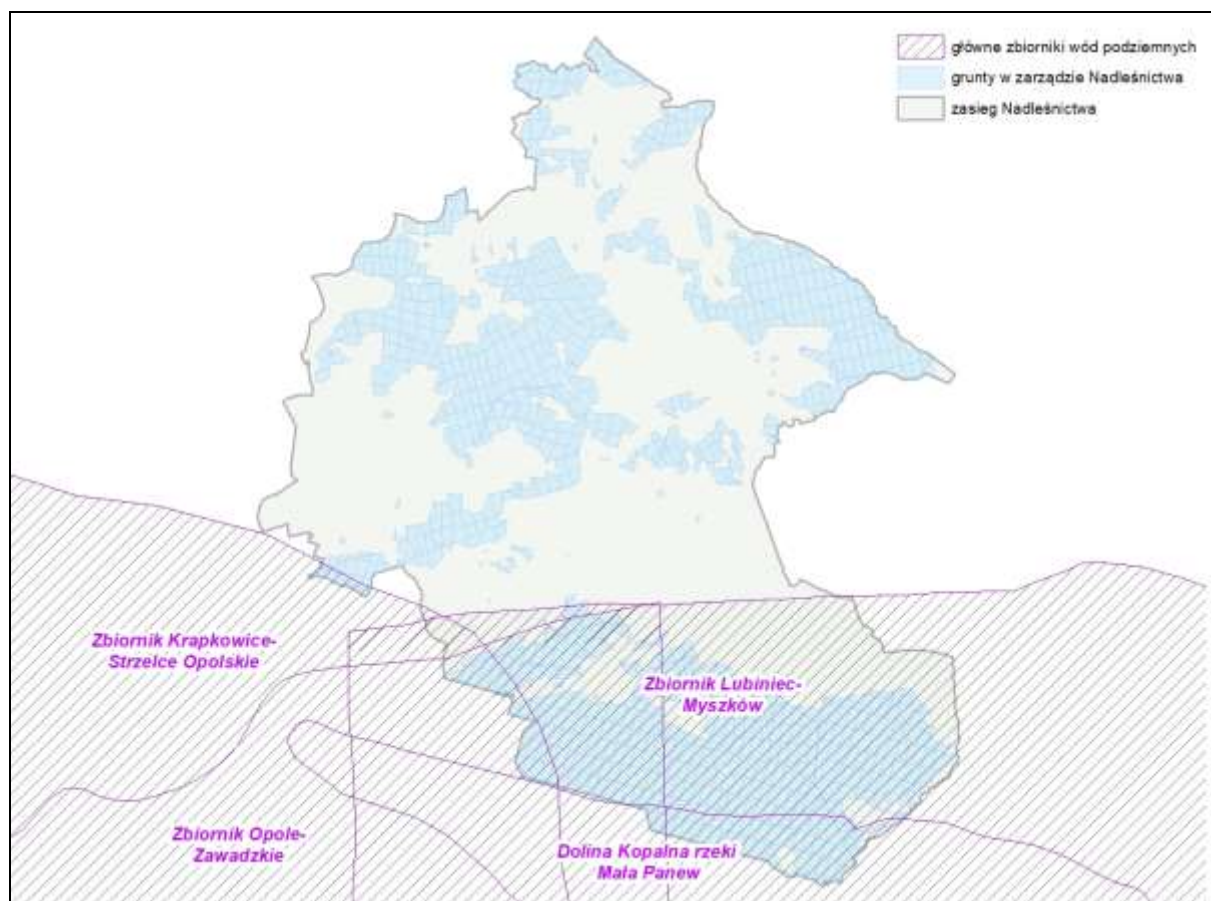 główne zbiorniki wód podziemnych
grunty w zarządzie Nadleśnictwa
zasieg Nadleśnictwa
Zbiornik Krapkowice-
Strzelce Opolskie
Zbiornik Lubiniec-
Myszków
Zbiornik Opole-
Zawadzkie
Dolina Kopalna rzeki
Mała Panew